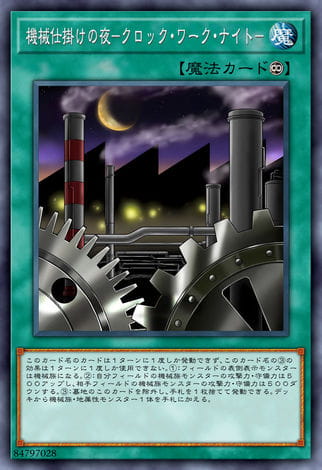 機械仕掛けの夜−クロック・ワーク・ナイト−
魔
【魔法カード】
このカード名のカードは１ターンに１度しか発動できず、このカード名の③の
効果は１ターンに１度しか使用できない。①：フィールドの表側表示モンスター
は機械族になる。②：自分フィールドの機械族モンスターの攻撃力・守備力は５
００アップし、相手フィールドの機械族モンスターの攻撃力・守備力は５００ダウ
ンする。③：墓地のこのカードを除外し、手札を１枚捨てて発動できる。デッ
キから機械族・地属性モンスター１体を手札に加える。
84797028